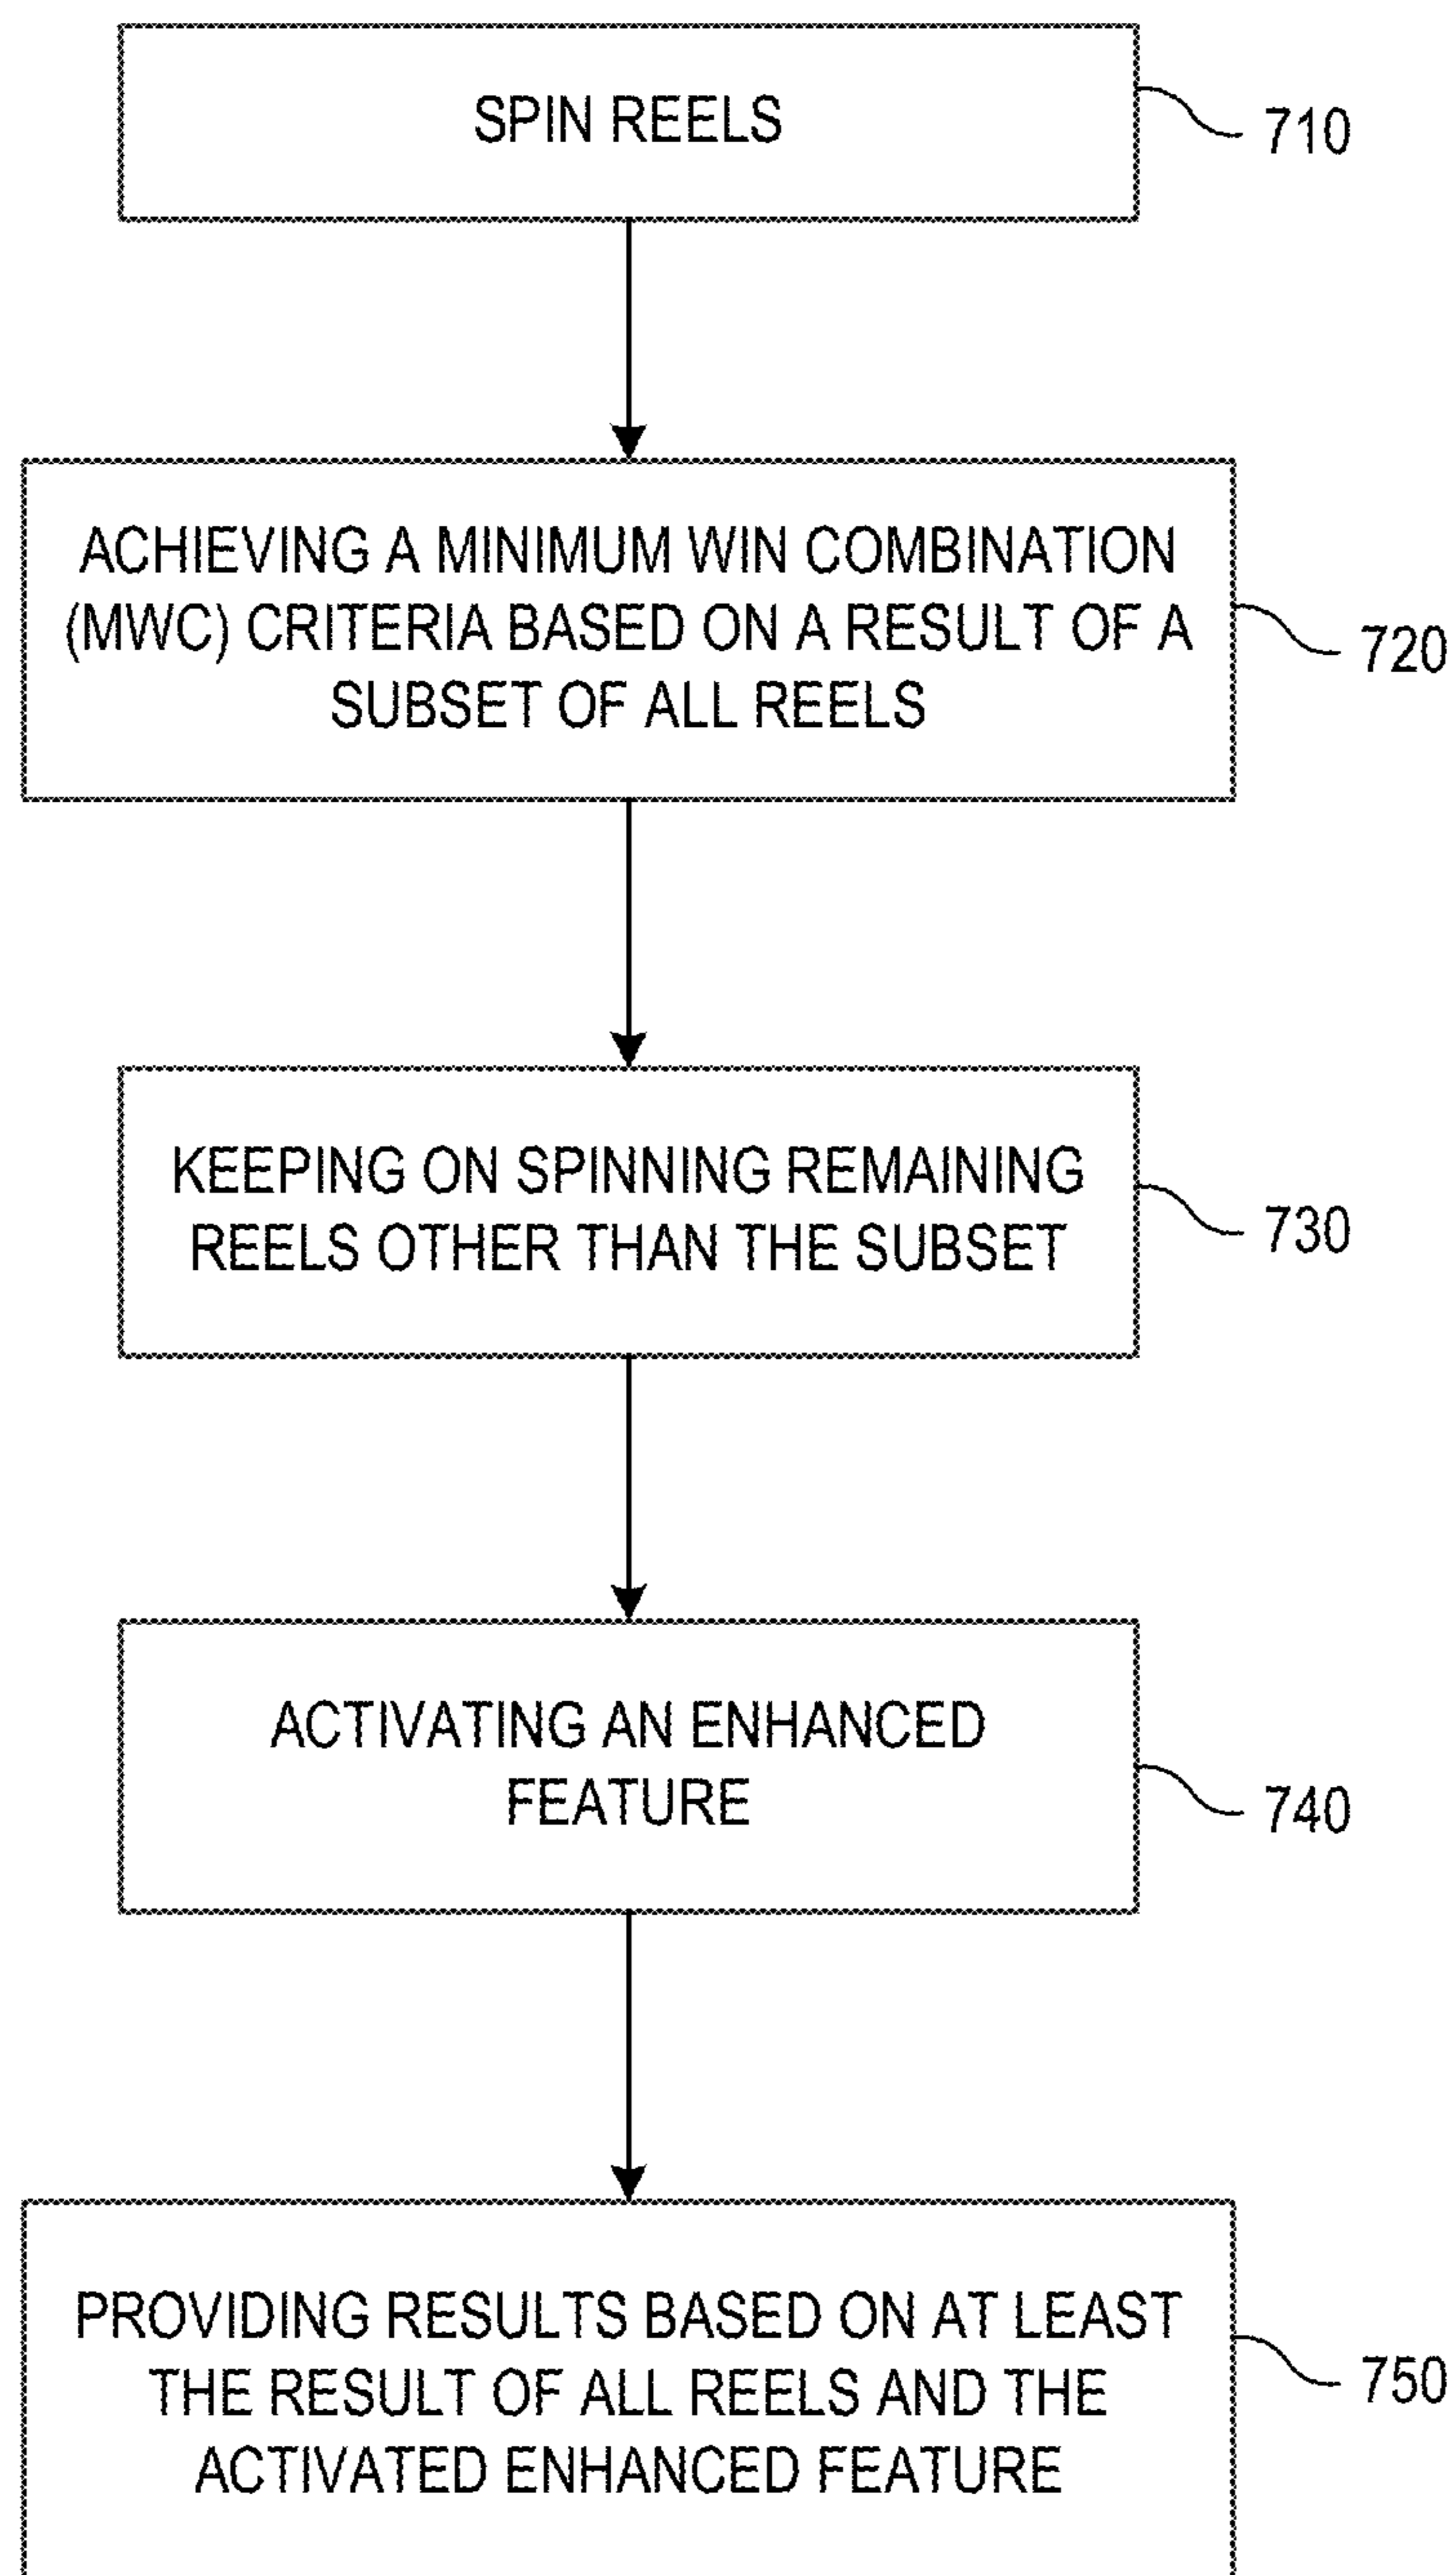 SPIN REELS
710
ACHIEVING A MINIMUM WIN COMBINATION
(MWC) CRITERIA BASED ON A RESULT OF A
SUBSET OF ALL REELS
720
KEEPING ON SPINNING REMAINING
REELS OTHER THAN THE SUBSET
730
ACTIVATING AN ENHANCED
FEATURE
740
PROVIDING RESULTS BASED ON AT LEAST
THE RESULT OF ALL REELS AND THE
ACTIVATED ENHANCED FEATURE
750